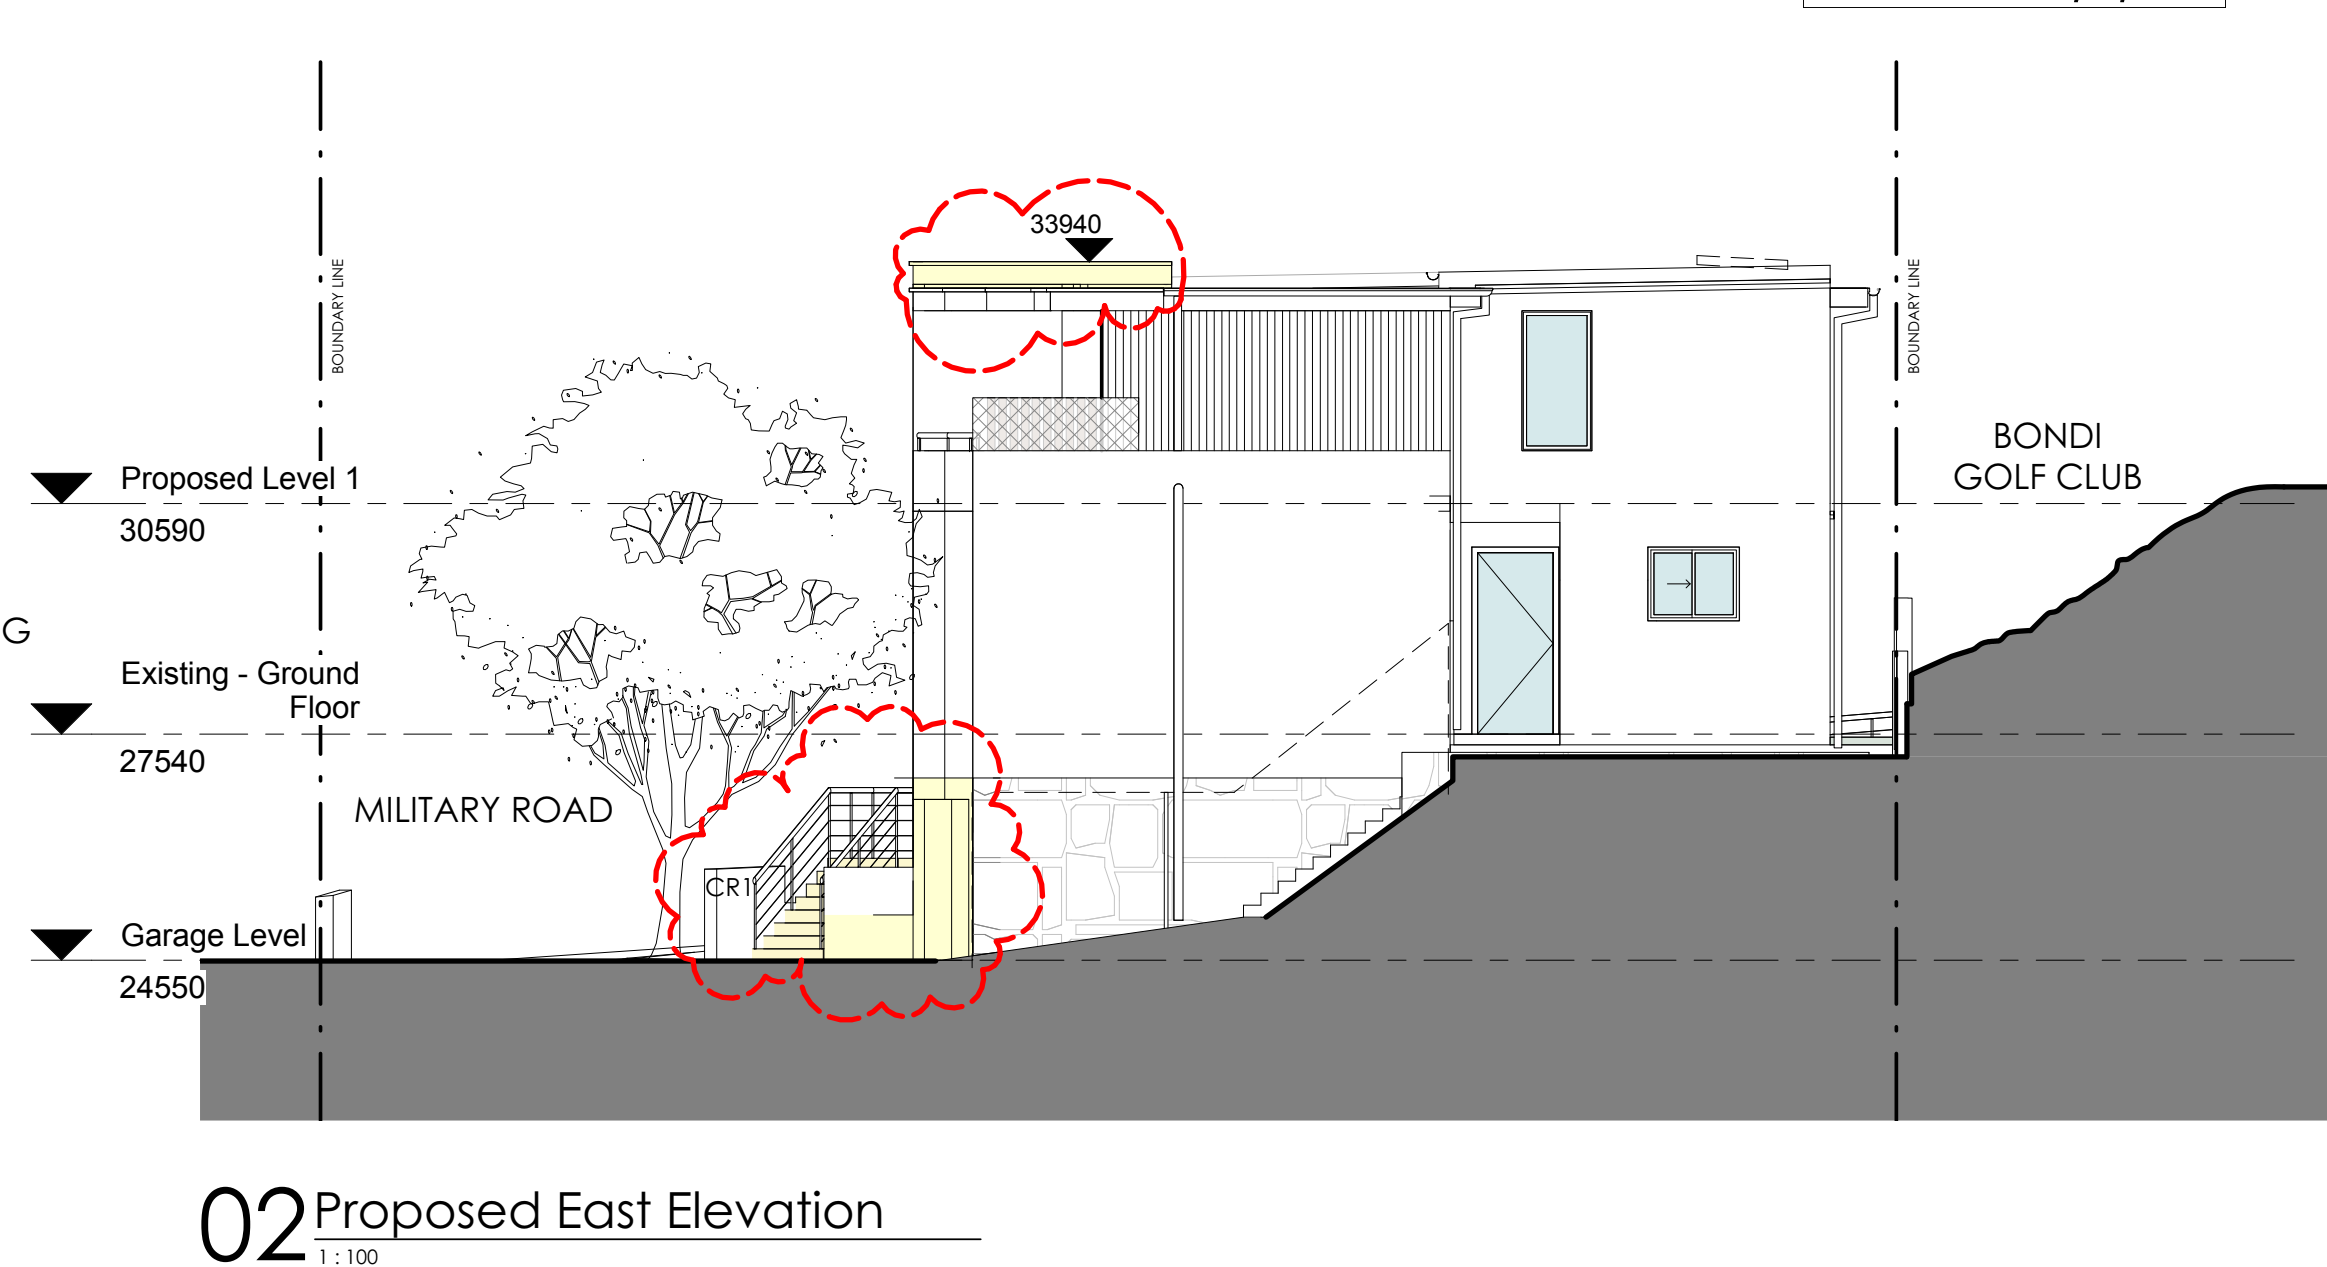 33940
BOUNDARY LINE
BOUNDARY LINE
BONDI
GOLF CLUB
Proposed Level 1
30590
G
Existing - Ground
Floor
27540
MILITARY ROAD
CR1
Garage Level
24550
02 Proposed East Elevation
1 : 100